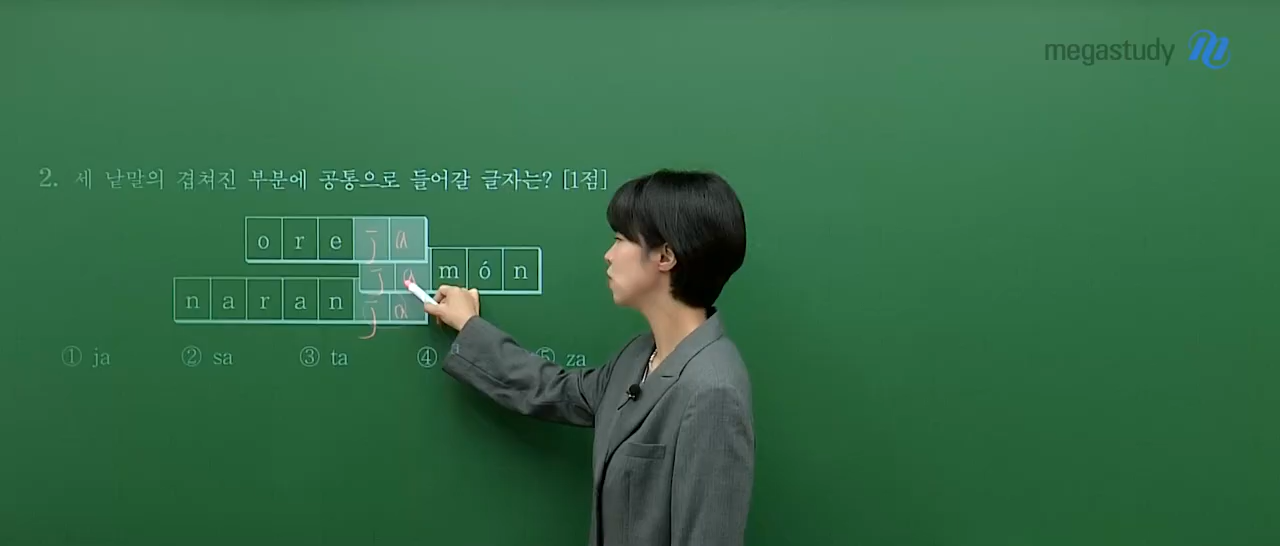 megastudy
2. 세 낱말의 겹쳐진 부분에 공통으로 들어갈 글자는? [1점]
o r e j a
j a m ó n
n a r a n j a
① ja ② sa ③ ta ④ ⑤ za